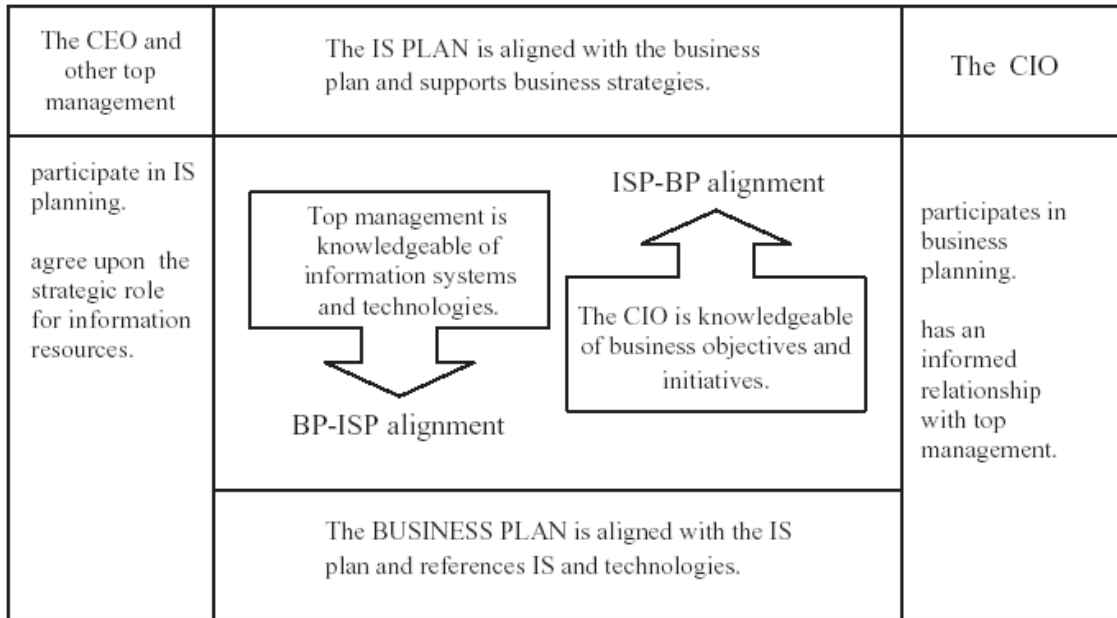 The CEO and
other top
management
The IS PLAN is aligned with the business
plan and supports business strategies.
The CIO
participate in IS
planning.
agree upon the
strategic role
for information
resources.
Top management is
knowledgeable of
information systems
and technologies.
BP-ISP alignment
ISP-BP alignment
The CIO is knowledgeable
of business objectives and
initiatives.
participates in
business
planning.
has an
informed
relationship
with top
management.
The BUSINESS PLAN is aligned with the IS
plan and references IS and technologies.